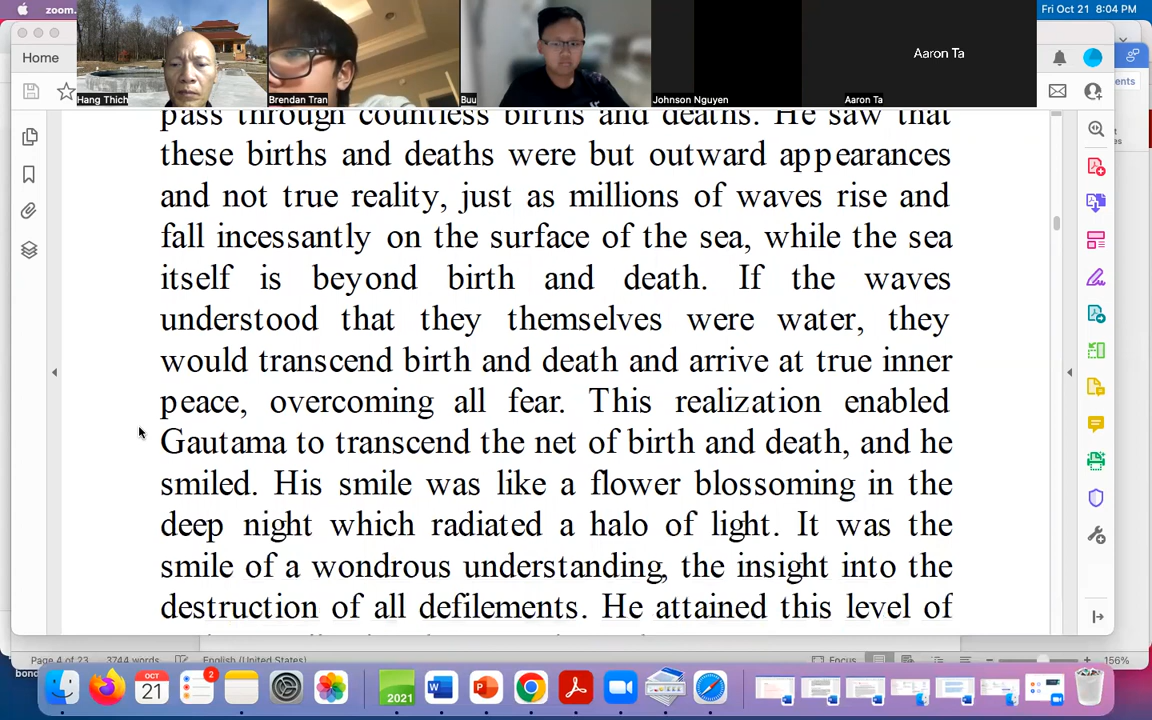 zoom.
Fri Oct 21 8:04 PM
Home
Aaron Ta
Hang Thich
Brendan Tran
Buu
Johnson Nguyen
Aaron Ta
pass through countless births and deaths. He saw that
these births and deaths were but outward appearances
and not true reality, just as millions of waves rise and
fall incessantly on the surface of the sea, while the sea
itself is beyond birth and death. If the waves
understood that they themselves were water, they
would transcend birth and death and arrive at true inner
peace, overcoming all fear. This realization enabled
Gautama to transcend the net of birth and death, and he
smiled. His smile was like a flower blossoming in the
deep night which radiated a halo of light. It was the
smile of a wondrous understanding, the insight into the
destruction of all defilements. He attained this level of
Page 4 of 23 3744 words English (United States) Focus 156%
OCT
21
2
2021